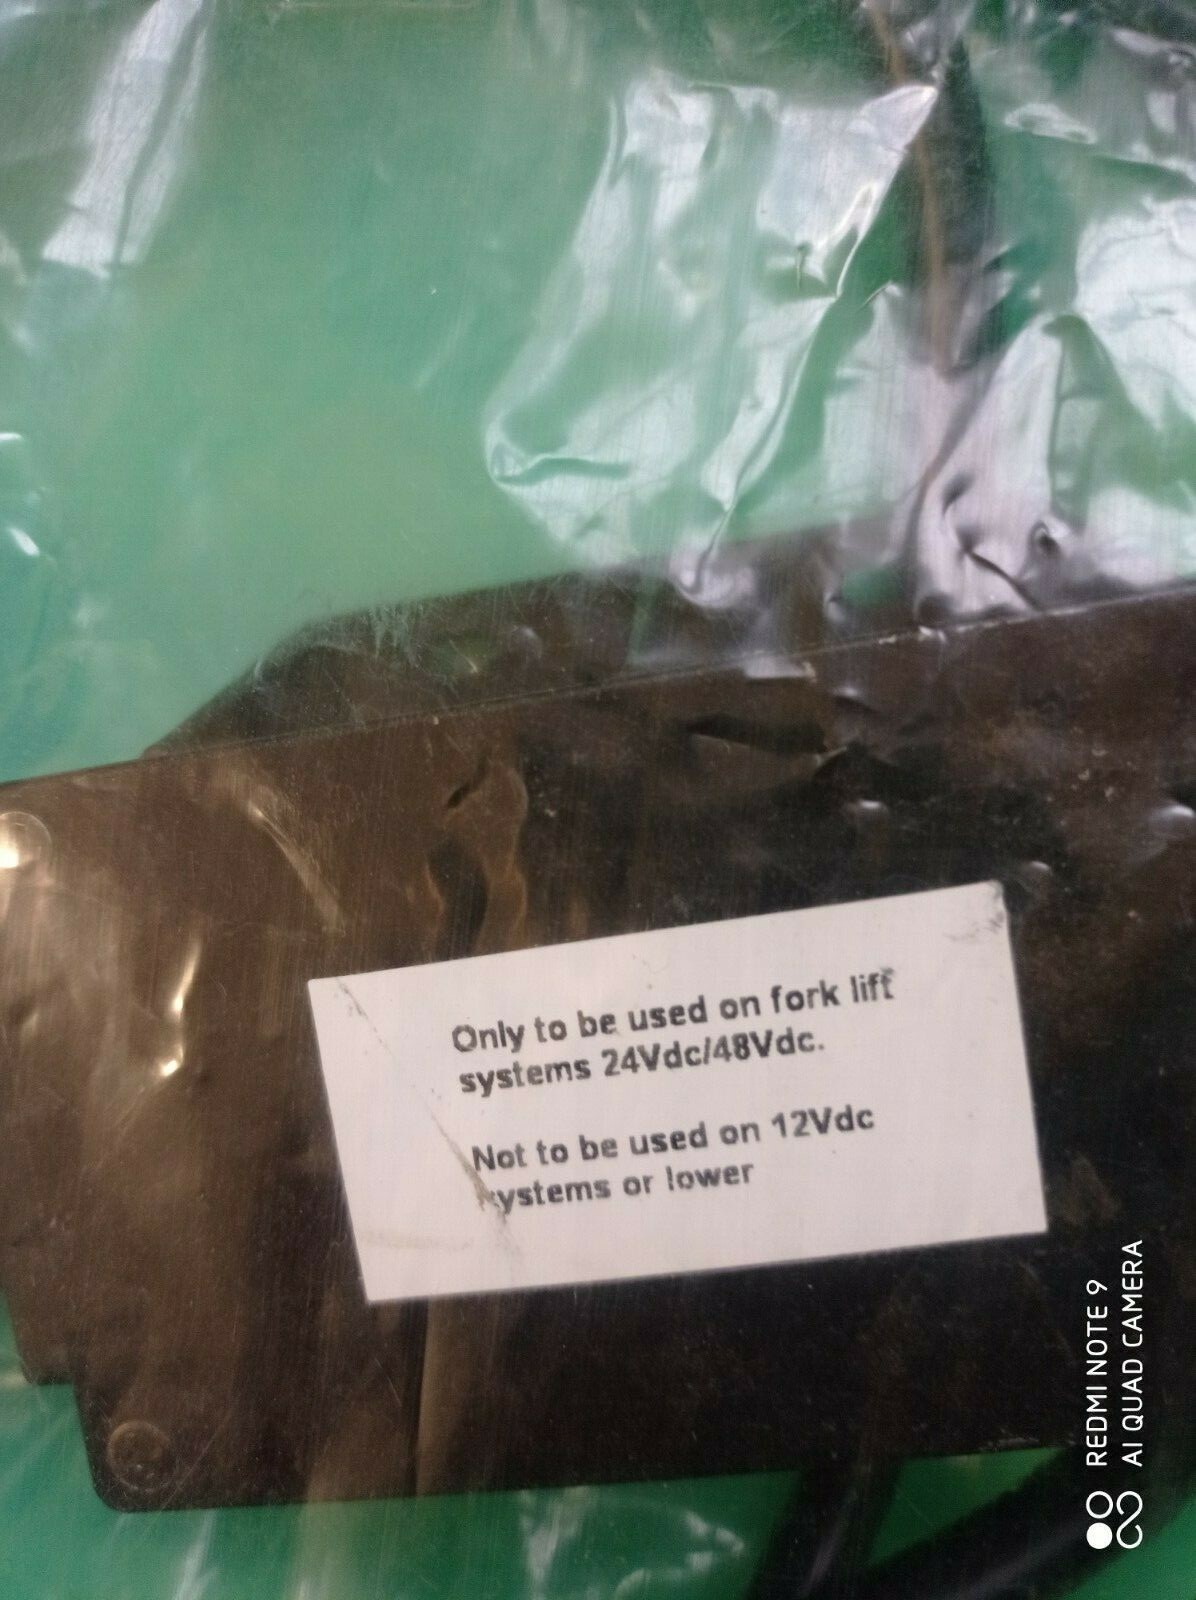 Only to be used on fork lift
systems 24Vdc/48Vdc.
Not to be used on 12Vdc
systems or lower
REDMI NOTE 9
AI QUAD CAMERA